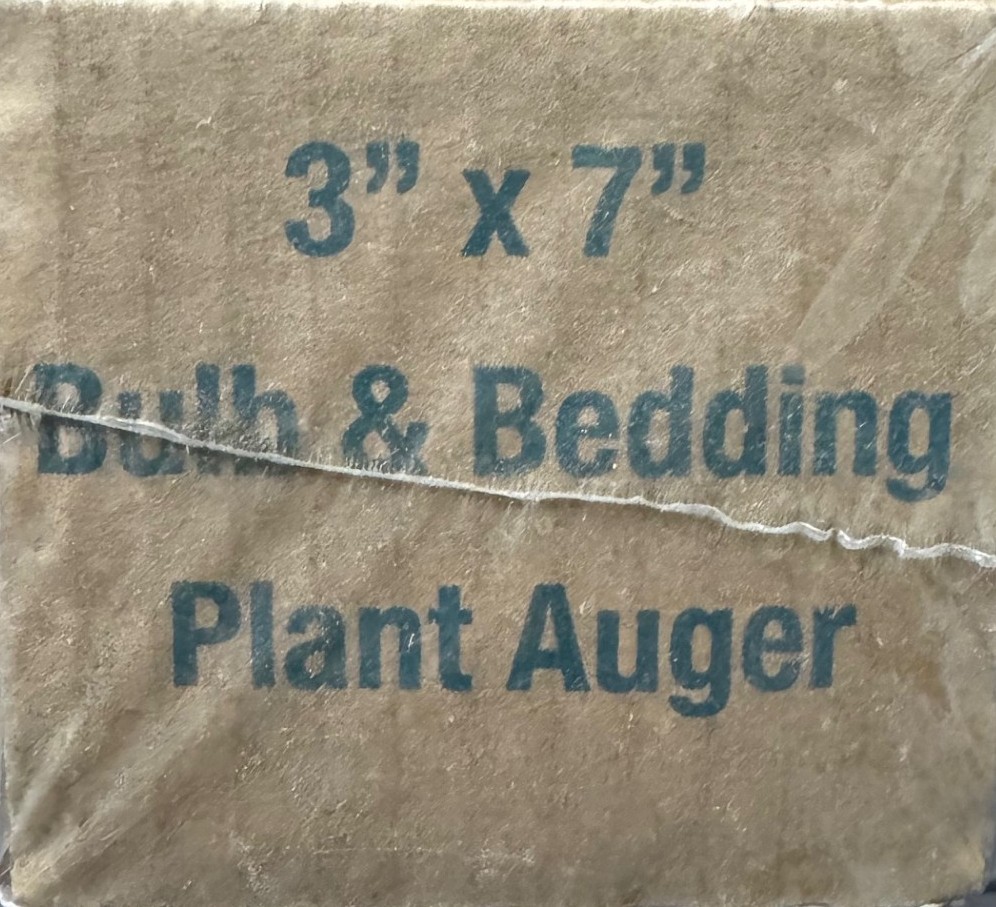 3” x 7”
Bulb & Bedding
Plant Auger